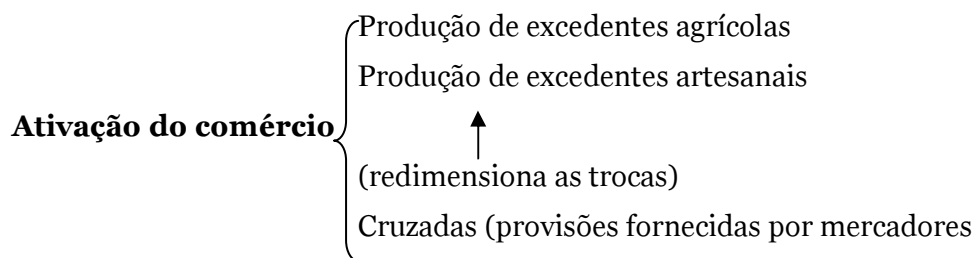 Produção de excedentes agrícolas
Produção de excedentes artesanais
Ativação do comércio
(redimensiona as trocas)
Cruzadas (provisões fornecidas por mercadores